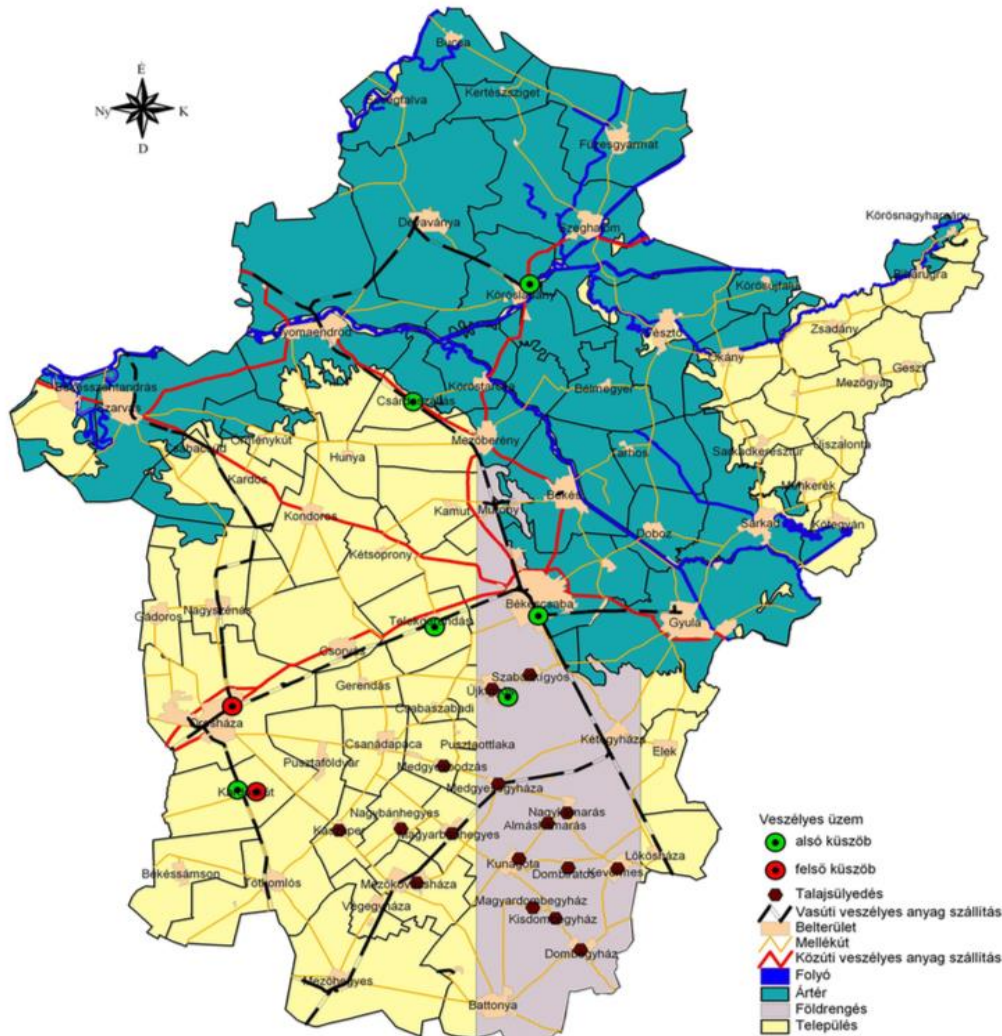 É
Ny
K
D
Bucsa
Kertészsziget
Füzesgyarmat
Körösnagyharsány
Biharugra
Dévaványa
Szeghalom
Körösújfalu
Körösladány
Zsadány
Gyomaendrőd
Vésztő
Okány
Geszt
Mezőgyán
Békésszentandrás
Szarvas
Köröstarcsa
Bélmegyer
Csárdaszállás
Csabacsűd
Örménykút
Mezőberény
Tarhos
Sarkadkeresztúr
Újszalonta
Hunya
Kardos
Méhkerék
Békés
Kondoros
Kamut
Murony
Doboz
Sarkad
Kötegyán
Kétsoprony
Nagyszénás
Gádoros
Békéscsaba
Gyula
Telekgerendás
Csorvás
Gerendás
Szabadkígyós
Csabaszabadi
Orosháza
Csanádapáca
Pusztaottlaka
Kétegyháza
Elek
Pusztaföldvár
Medgyesbodzás
Medgyesegyháza
Nagykamarás
Nagybánhegyes
Almáskamarás
Kaszaper
Magyarbánhegyes
Kunágota
Lőkösháza
Békéssámson
Tótkomlós
Mezőkovácsháza
Dombiratos
Kevermes
Végegyháza
Magyardombegyház
Kisdombegyház
Dombegyház
Mezőhegyes
Battonya
Veszélyes üzem
alsó küszöb
felső küszöb
Talajsülyedés
Vasúti veszélyes anyag szállítás
Belterület
Mellékút
Közúti veszélyes anyag szállítás
Folyó
Ártér
Földrengés
Település